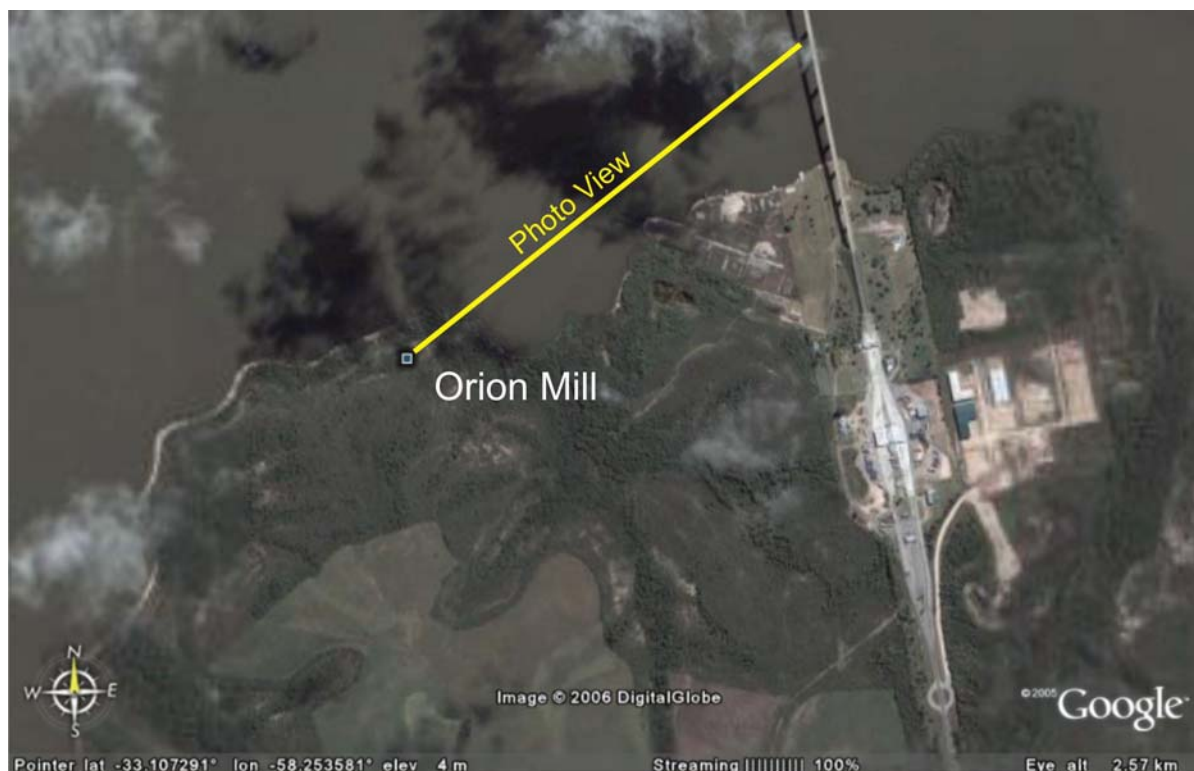 Photo View
Orion Mill
N
W E
S
Image © 2006 DigitalGlobe
©2005 Google
Pointer lat -33.107291° lon -58.253581° elev 4 m Streaming |||||||||| 100% Eye alt 2.57 km